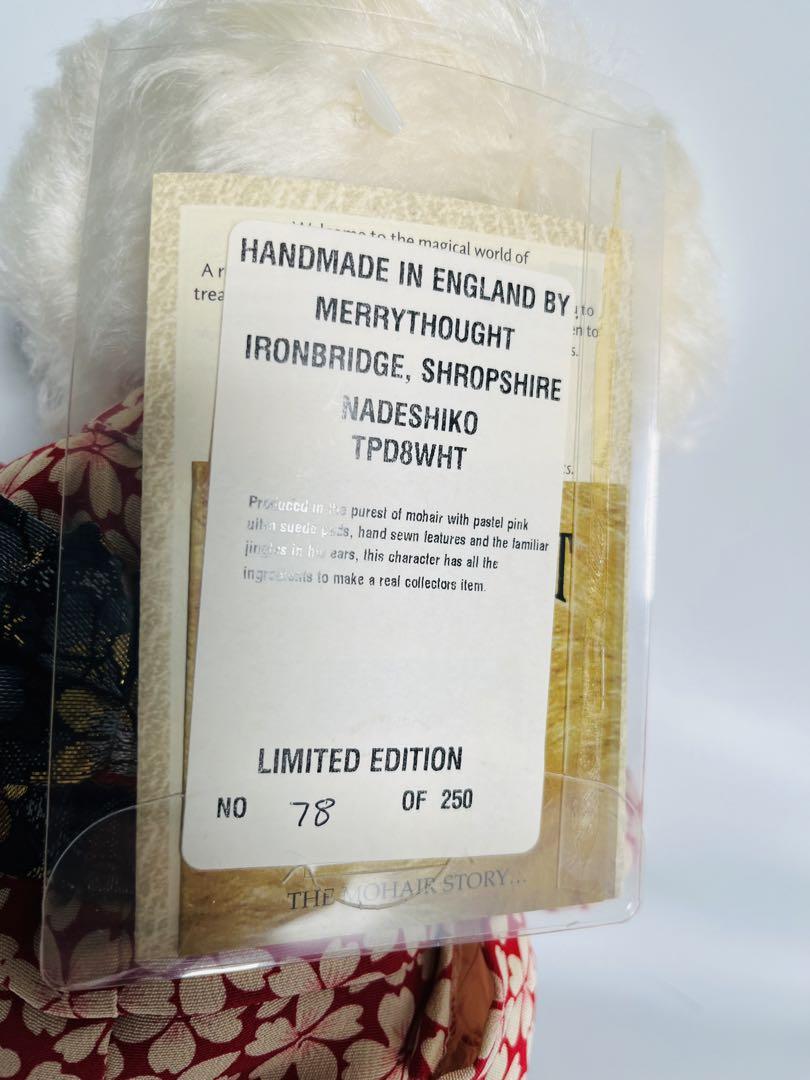 Welcome to the magical world of
HANDMADE IN ENGLAND BY
MERRYTHOUGHT
IRONBRIDGE, SHROPSHIRE
NADESHIKO
TPD8WHT
Produced in the purest of mohair with pastel pink
ultra suede pads, hand sewn features and the familiar
jingles in his ears, this character has all the
ingredients to make a real collectors item.
LIMITED EDITION
NO 78 OF 250
THE MOHAIR STORY...